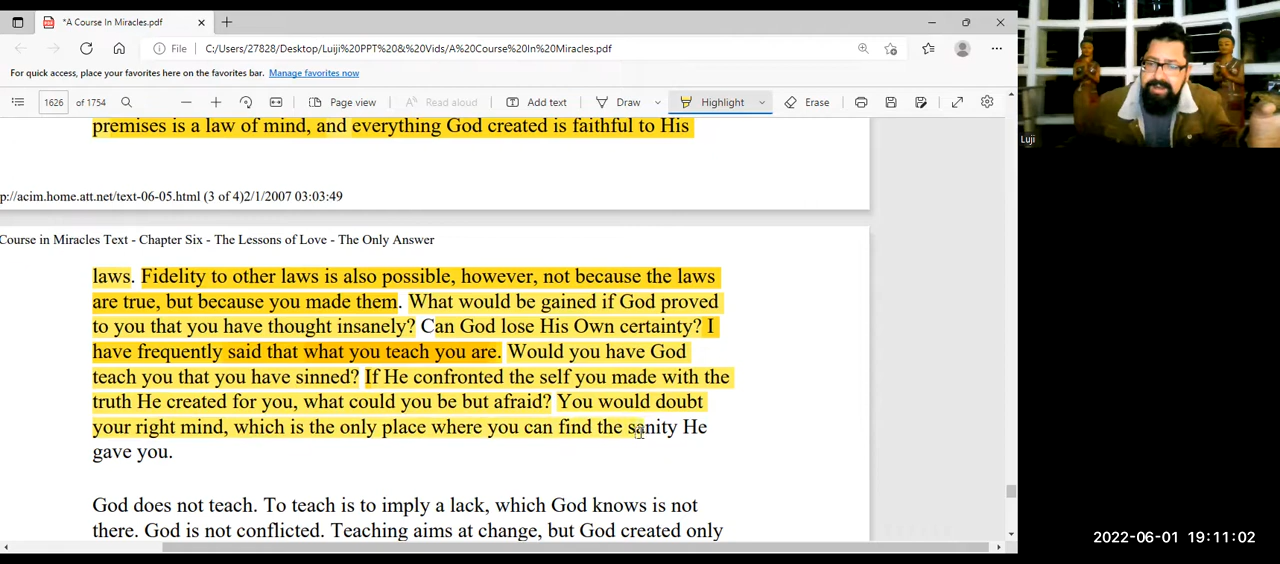 *A Course In Miracles.pdf
File C:/Users/27828/Desktop/Luiji%20PPT%20&%20Vids/A%20Course%20In%20Miracles.pdf
For quick access, place your favorites here on the favorites bar. Manage favorites now
1626 of 1754 Page view Read aloud Add text Draw Highlight Erase
premises is a law of mind, and everything God created is faithful to His
p://acim.home.att.net/text-06-05.html (3 of 4)2/1/2007 03:03:49
Course in Miracles Text - Chapter Six - The Lessons of Love - The Only Answer
laws. Fidelity to other laws is also possible, however, not because the laws
are true, but because you made them. What would be gained if God proved
to you that you have thought insanely? Can God lose His Own certainty? I
have frequently said that what you teach you are. Would you have God
teach you that you have sinned? If He confronted the self you made with the
truth He created for you, what could you be but afraid? You would doubt
your right mind, which is the only place where you can find the sanity He
gave you.
God does not teach. To teach is to imply a lack, which God knows is not
there. God is not conflicted. Teaching aims at change, but God created only
Luji
2022-06-01 19:11:02